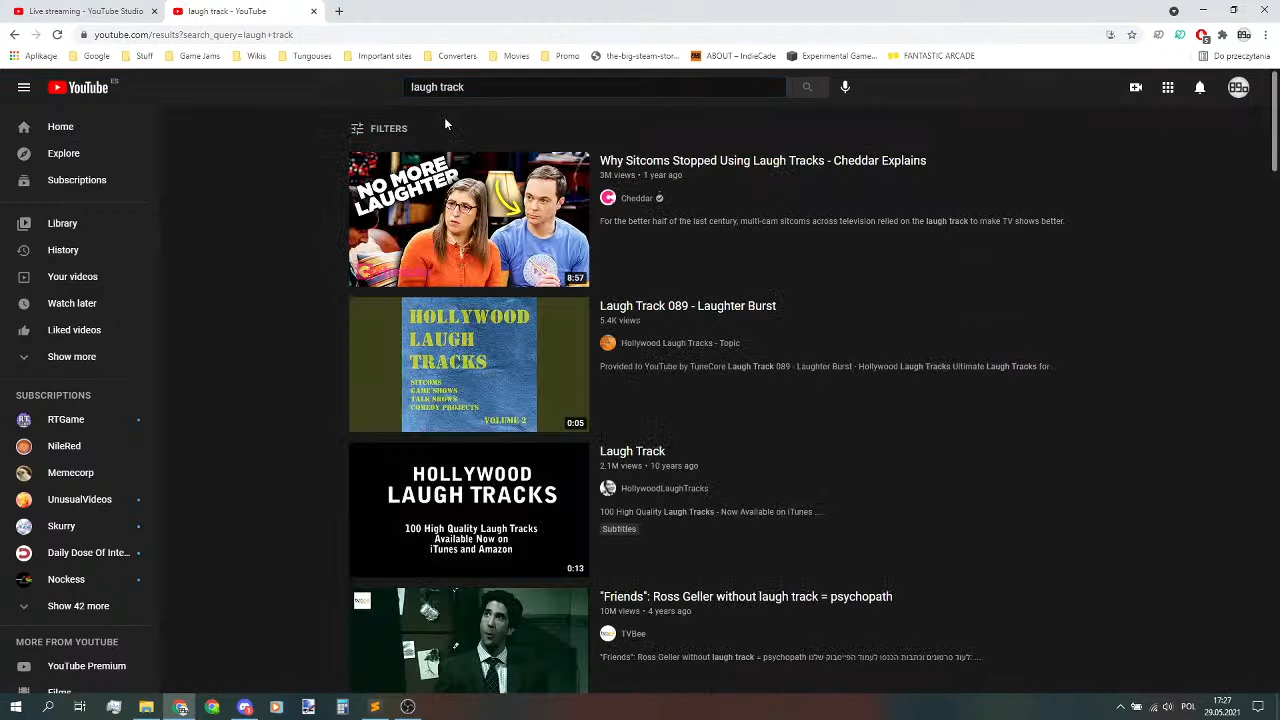 Live streaming - YouTube Studio
laugh track - YouTube
youtube.com/results?search_query=laugh+track
Aplikacje
Google
Stuff
Game Jams
Wikis
Tungouses
Important sites
Converters
Movies
Promo
the-big-steam-stor...
ABOUT – IndieCade
Experimental Game...
FANTASTIC ARCADE
Do przeczytania
YouTube ES
laugh track
Home
Explore
Subscriptions
Library
History
Your videos
Watch later
Liked videos
Show more
SUBSCRIPTIONS
RTGame
NileRed
Memecorp
UnusualVideos
Skurry
Daily Dose Of Inte...
Nockess
Show 42 more
MORE FROM YOUTUBE
YouTube Premium
Films
FILTERS
NO MORE
LAUGHTER
8:57
Why Sitcoms Stopped Using Laugh Tracks - Cheddar Explains
3M views • 1 year ago
Cheddar
For the better half of the last century, multi-cam sitcoms across television relied on the laugh track to make TV shows better.
HOLLYWOOD
LAUGH
TRACKS
SITCOMS
GAME SHOWS
TALK SHOWS
COMEDY PROJECTS
-VOLUME 2
0:05
Laugh Track 089 - Laughter Burst
5.4K views
Hollywood Laugh Tracks - Topic
Provided to YouTube by TuneCore Laugh Track 089 · Laughter Burst · Hollywood Laugh Tracks Ultimate Laugh Tracks for
HOLLYWOOD
LAUGH TRACKS
100 High Quality Laugh Tracks
Available Now on
iTunes and Amazon
0:13
Laugh Track
2.1M views • 10 years ago
HollywoodLaughTracks
100 High Quality Laugh Tracks - Now Available on iTunes ....
Subtitles
"Friends": Ross Geller without laugh track = psychopath
10M views • 4 years ago
TVBee
"Friends": Ross Geller without laugh track = psychopath לעוד סרטונים וכתבות הכנסו לעמוד הפייסבוק שלנו: ...
POL
17:27
29.05.2021